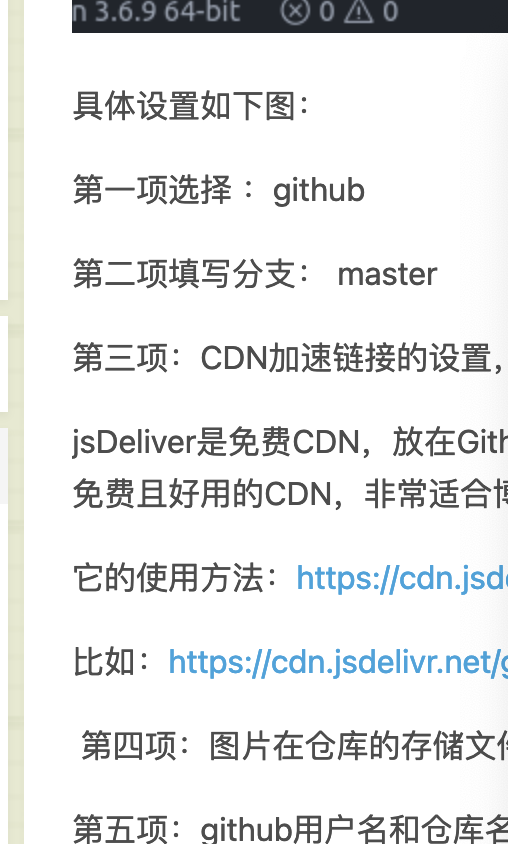 n 3.6.9 64-bit 0 0
具体设置如下图：
第一项选择 ：github
第二项填写分支： master
第三项：CDN加速链接的设置，
jsDeliver是免费CDN，放在Gith
免费且好用的CDN，非常适合博
它的使用方法：https://cdn.jsde
比如：https://cdn.jsdelivr.net/g
第四项：图片在仓库的存储文件
第五项：github用户名和仓库名